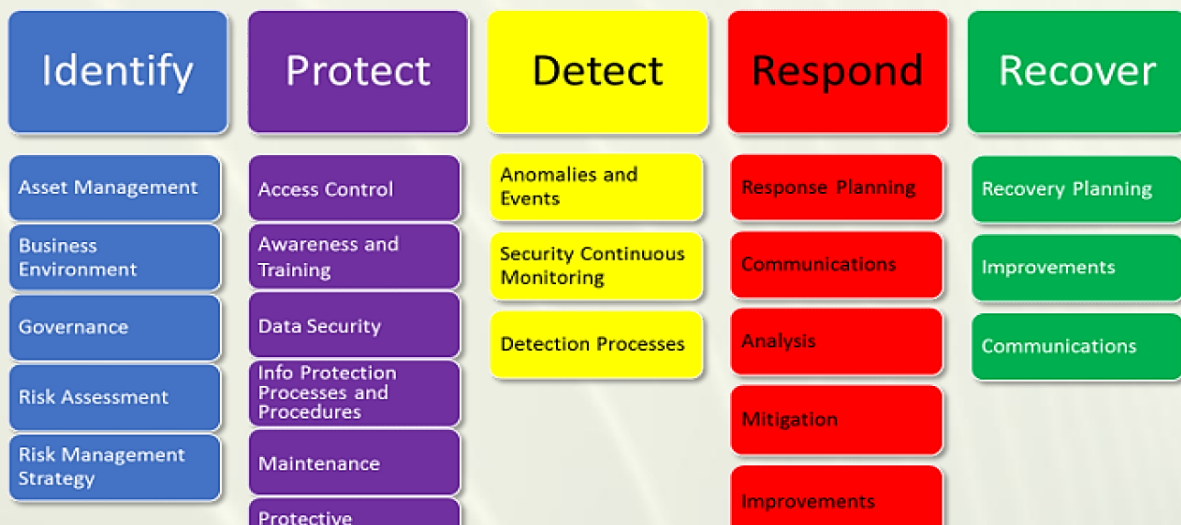 Identify
Asset Management
Business
Environment
Governance
Risk Assessment
Risk Management
Strategy
Protect
Access Control
Awareness and
Training
Data Security
Info Protection
Processes and
Procedures
Maintenance
Protective
Detect
Anomalies and
Events
Security Continuous
Monitoring
Detection Processes
Respond
Response Planning
Communications
Analysis
Mitigation
Improvements
Recover
Recovery Planning
Improvements
Communications